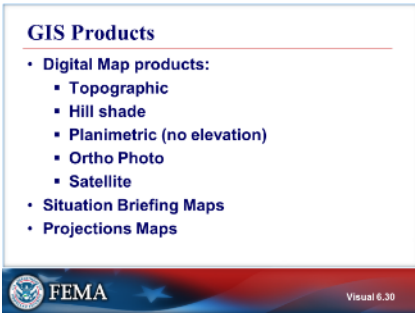 GIS Products
• Digital Map products:
▪ Topographic
▪ Hill shade
▪ Planimetric (no elevation)
▪ Ortho Photo
▪ Satellite
• Situation Briefing Maps
• Projections Maps
FEMA
Visual 6.30